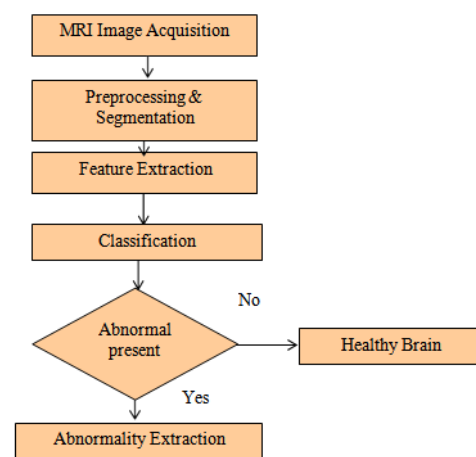 MRI Image Acquisition
Preprocessing &
Segmentation
Feature Extraction
Classification
No
Abnormal
present
Healthy Brain
Yes
Abnormality Extraction